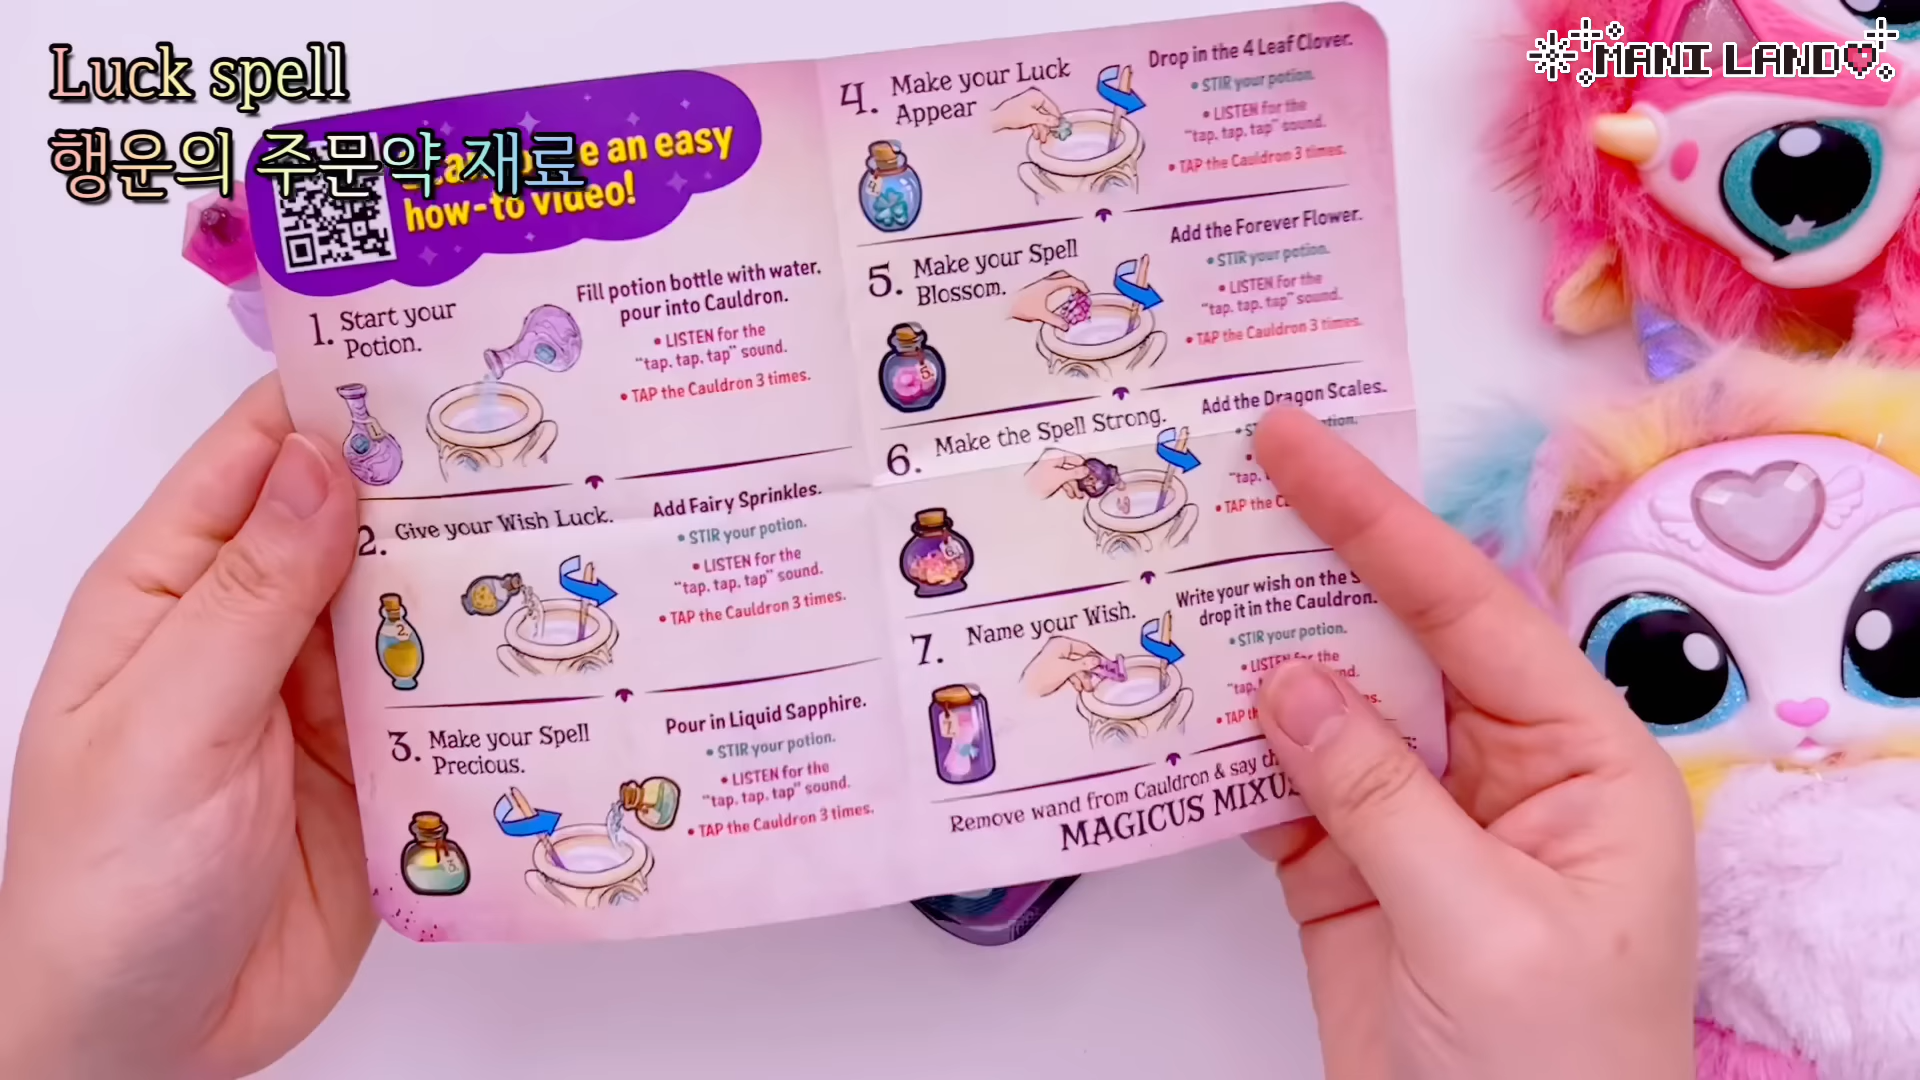 Luck spell
행운의 주문약 재료
MANI LAND
an easy
how-to video!
1. Start your
Potion.
Fill potion bottle with water,
pour into Cauldron.
• LISTEN for the
"tap, tap, tap" sound.
• TAP the Cauldron 3 times.
2. Give your Wish Luck.
Add Fairy Sprinkles.
• STIR your potion.
• LISTEN for the
"tap, tap, tap" sound.
• TAP the Cauldron 3 times.
3. Make your Spell
Precious.
Pour in Liquid Sapphire.
• STIR your potion.
• LISTEN for the
"tap, tap, tap" sound.
• TAP the Cauldron 3 times.
4. Make your Luck
Appear
Drop in the 4 Leaf Clover.
• STIR your potion.
• LISTEN for the
"tap, tap, tap" sound.
• TAP the Cauldron 3 times.
5. Make your Spell
Blossom.
Add the Forever Flower.
• STIR your potion.
• LISTEN for the
"tap, tap, tap" sound.
• TAP the Cauldron 3 times.
6. Make the Spell Strong.
Add the Dragon Scales.
"tap,
• TAP the
7. Name your Wish.
Write your wish on the
drop it in the Cauldron.
• STIR your potion.
• LISTEN for the
"tap,
• TAP
Remove wand from Cauldron & say
MAGICUS